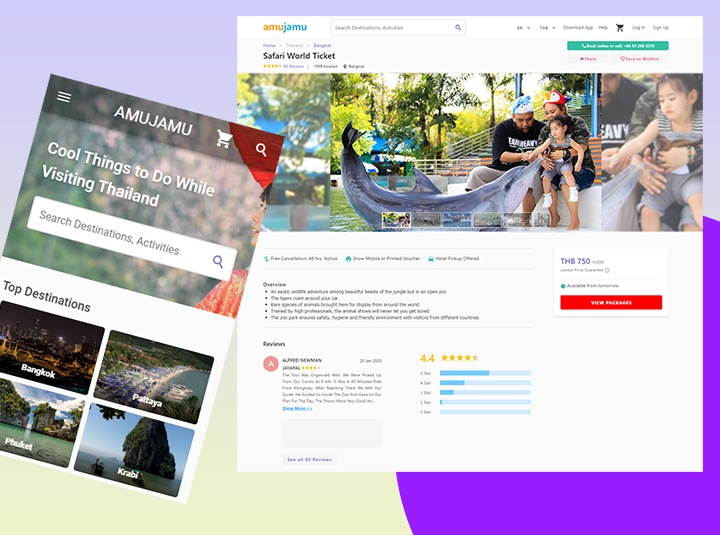 amujamu
Search Destinations, Activities
EN
THB
Download App
Help
Log In
Sign Up
Home > Thailand > Bangkok
Safari World Ticket
93 Reviews | 1099 booked
Bangkok
Book online or call: +66 92 268 8376
Share
Save to Wishlist
TEAM HEAVY
HEAVY
Free Cancellation: 48 hrs. Notice
Show Mobile or Printed Voucher
Hotel Pickup Offered
THB 750
Lowest Price Guarantee
Available from tomorrow
VIEW PACKAGES
Overview
An exotic wildlife adventure among beautiful beasts of the jungle but in an open zoo
The tigers roam around your car
Rare species of animals brought here for display from around the world
Trained by high professionals, the animal shows will never let you get bored
The zoo park ensures safety, hygiene and friendly environment with visitors from different countries
Reviews
A
ALFRED NEWMAN
JAYAPAL
20 Jan 2020
The Tour Was Organised Well. We Were Picked Up
From Our Condo At 8 AM. It Was A 45 Minutes Ride
From Klongtoey. After Reaching There We Met Our
Guide. He Guided Us Inside The Zoo And Gave Us Our
Plan For The Day. The Shows Were Very Good An...
Show More >>
See all 93 Reviews
4.4
5 Star
4 Star
3 Star
2 Star
1 Star
AMUJAMU
Cool Things to Do While
Visiting Thailand
Search Destinations, Activities
Top Destinations
Bangkok
Pattaya
Phuket
Krabi